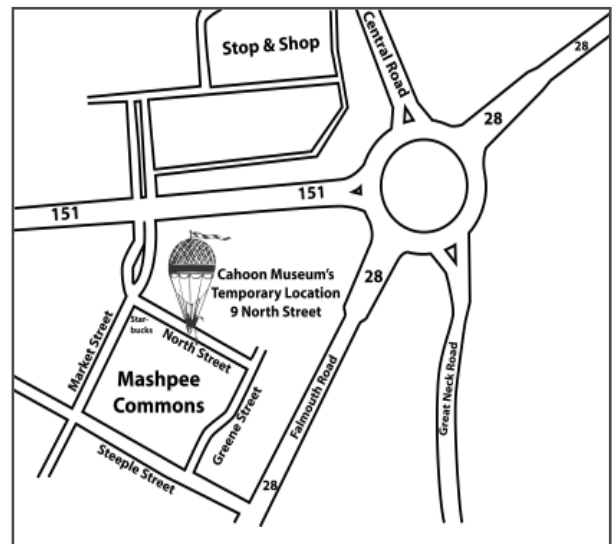 Stop & Shop
Central Road
28
28
151
151
Cahoon Museum's
Temporary Location
9 North Street
28
Star-
bucks
North Street
Market Street
Mashpee
Commons
Greene Street
Falmouth Road
Great Neck Road
Steeple Street
28